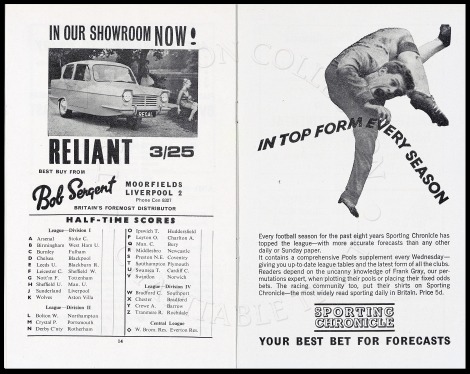 IN OUR SHOWROOM NOW!
REGAL
RELIANT 3/25
BEST BUY FROM
Bob Sergent
MOORFIELDS
LIVERPOOL 2
Phone Cen 6327
BRITAIN'S FOREMOST DISTRIBUTOR
HALF-TIME SCORES
League—Division I
A Arsenal Stoke C.
B Birmingham West Ham U.
C Burnley Fulham
D Chelsea Blackpool
E Leeds U. Blackburn R.
F Leicester C. Sheffield W.
G Nott'm F. Tottenham
H Sheffield U. Man. U.
J Sunderland Liverpool
K Wolves Aston Villa
League—Division II
L Bolton W. Northampton
M Crystal P. Portsmouth
N Derby C'nty Rotherham
O Ipswich T. Huddersfield
P Leyton O. Charlton A.
Q Man. C. Bury
R Middlesbro Newcastle
S Preston N.E. Coventry
T Southampton Plymouth
U Swansea T. Cardiff C.
V Swindon Norwich
League—Division IV
W Bradford C. Southport
X Chester Bradford
Y Crewe A. Barrow
Z Tranmere R. Rochdale
Central League
O W. Brom. Res. Everton Res.
14
IN TOP FORM EVERY SEASON
Every football season for the past eight years Sporting Chronicle has
topped the league—with more accurate forecasts than any other
daily or Sunday paper.
It contains a comprehensive Pools supplement every Wednesday—
giving you up-to-date league tables and the latest form of all the clubs.
Readers depend on the uncanny knowledge of Frank Gray, our per-
mutations expert, when filling in their pools or placing their fixed odds
bets. The racing community too, put their shirts on Sporting
Chronicle—the most widely read sporting daily in Britain. Price 5d.
SPORTING
CHRONICLE
YOUR BEST BET FOR FORECASTS